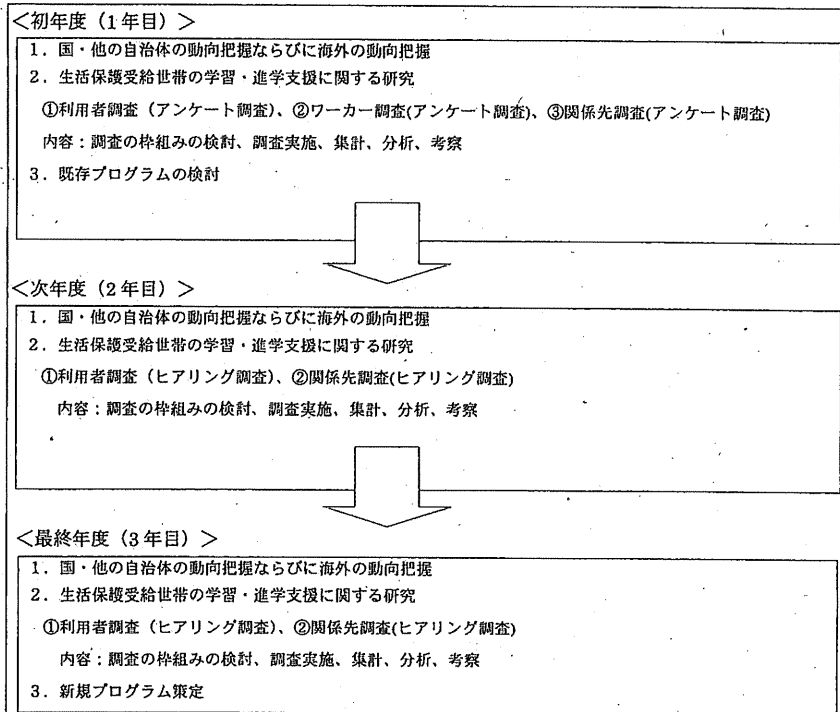 ＜初年度（1年目）＞
1．国・他の自治体の動向把握ならびに海外の動向把握
2．生活保護受給世帯の学習・進学支援に関する研究
①利用者調査（アンケート調査）、②ワーカー調査(アンケート調査)、③関係先調査(アンケート調査)
内容：調査の枠組みの検討、調査実施、集計、分析、考察
3．既存プログラムの検討
＜次年度（2年目）＞
1．国・他の自治体の動向把握ならびに海外の動向把握
2．生活保護受給世帯の学習・進学支援に関する研究
①利用者調査（ヒアリング調査）、②関係先調査(ヒアリング調査)
内容：調査の枠組みの検討、調査実施、集計、分析、考察
＜最終年度（3年目）＞
1．国・他の自治体の動向把握ならびに海外の動向把握
2．生活保護受給世帯の学習・進学支援に関する研究
①利用者調査（ヒアリング調査）、②関係先調査(ヒアリング調査)
内容：調査の枠組みの検討、調査実施、集計、分析、考察
3．新規プログラム策定